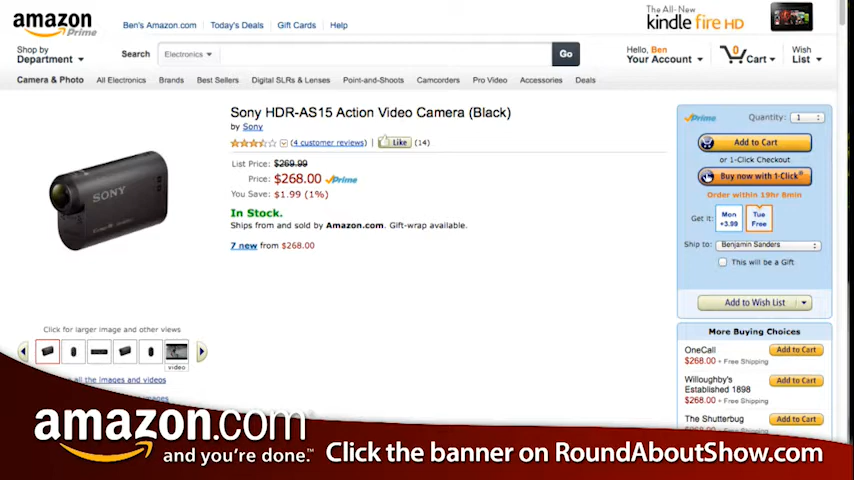 amazon
Prime
Ben's Amazon.com
Today's Deals
Gift Cards
Help
The All-New
kindle fire HD
Shop by
Department
Search
Electronics
Go
Hello, Ben
Your Account
0
Cart
Wish
List
Camera & Photo
All Electronics
Brands
Best Sellers
Digital SLRs & Lenses
Point-and-Shoots
Camcorders
Pro Video
Accessories
Deals
Sony HDR-AS15 Action Video Camera (Black)
by Sony
(4 customer reviews) | Like (14)
List Price: $269.99
Price: $268.00 Prime
You Save: $1.99 (1%)
In Stock.
Ships from and sold by Amazon.com. Gift-wrap available.
7 new from $268.00
SONY
Click for larger image and other views
video
all the images and videos
Prime
Quantity: 1
Add to Cart
or 1-Click Checkout
Buy now with 1-Click®
Order within 19hr 8min
Get it:
Mon
+3.99
Tue
Free
Ship to:
Benjamin Sanders
This will be a Gift
Add to Wish List
More Buying Choices
OneCall
$268.00 + Free Shipping
Add to Cart
Willoughby's
Established 1898
$268.00 + Free Shipping
Add to Cart
The Shutterbug
Add to Cart
amazon.com
and you're done.™
Click the banner on RoundAboutShow.com